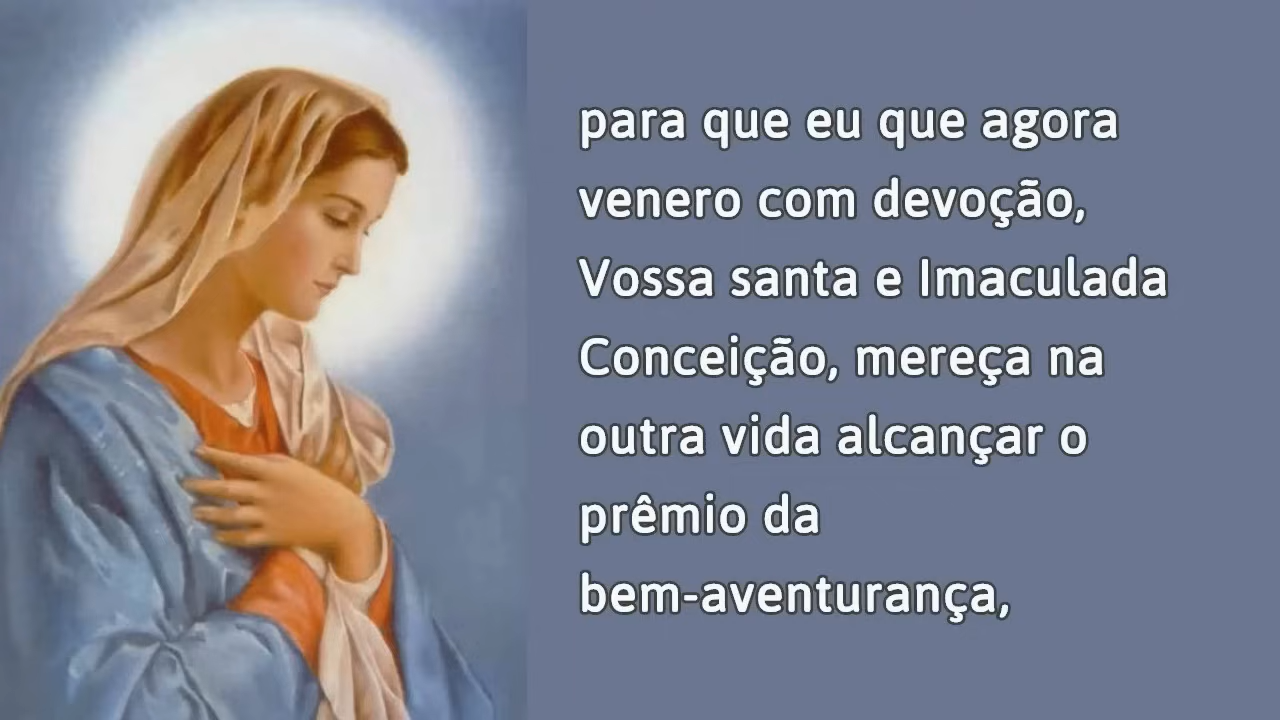 para que eu que agora
venero com devoção,
Vossa santa e Imaculada
Conceição, mereça na
outra vida alcançar o
prêmio da
bem-aventurança,